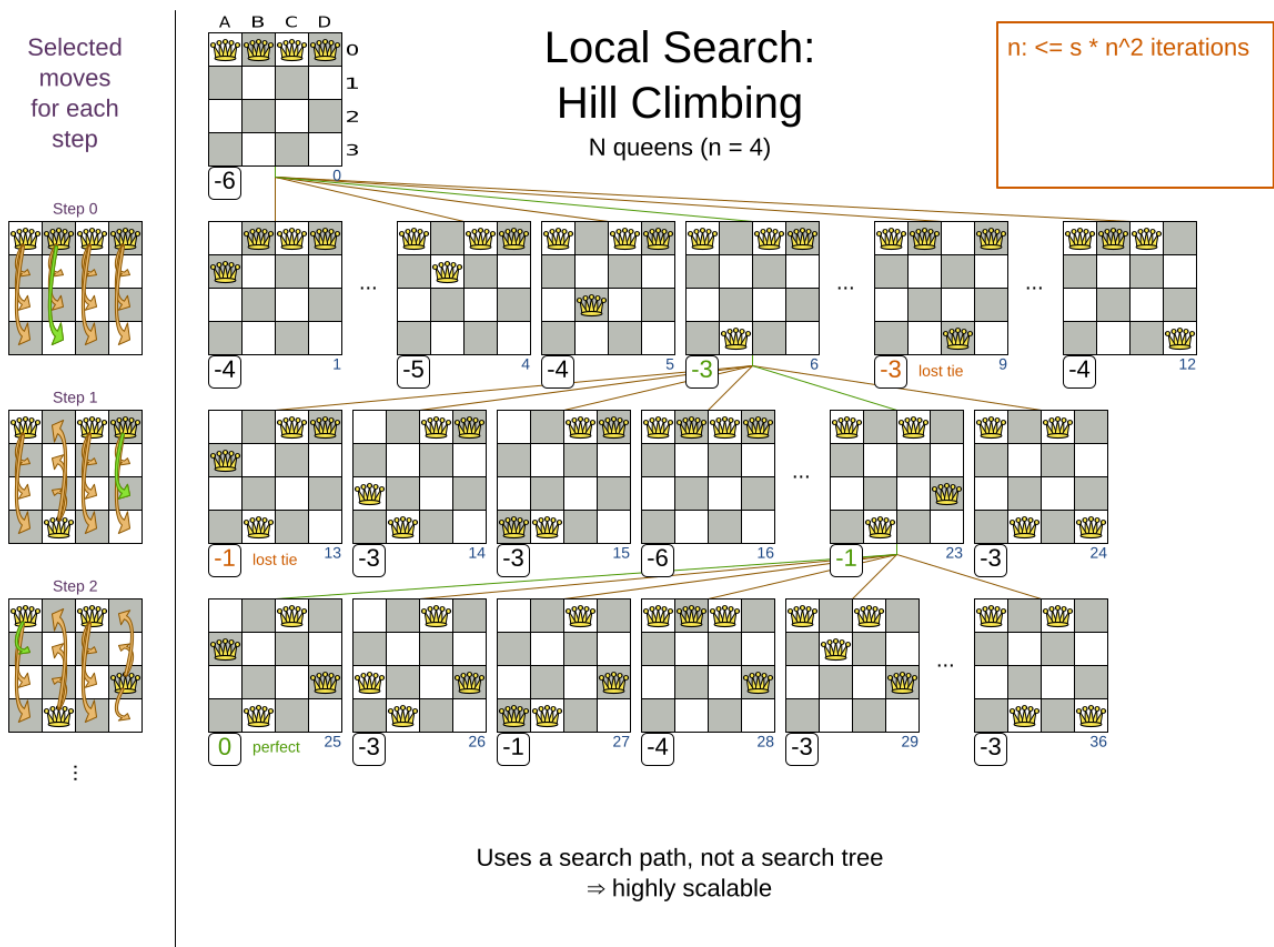 Selected
moves
for each
step
A B C D
0
1
2
3
-6
0
Local Search:
Hill Climbing
N queens (n = 4)
n: <= s * n^2 iterations
Step 0
...
...
...
-4
1
-5
4
-4
5
-3
6
-3
lost tie
9
-4
12
Step 1
...
-1
lost tie
13
-3
14
-3
15
-6
16
-1
23
-3
24
Step 2
...
0
perfect
25
-3
26
-1
27
-4
28
-3
29
-3
36
...
Uses a search path, not a search tree
⇒ highly scalable